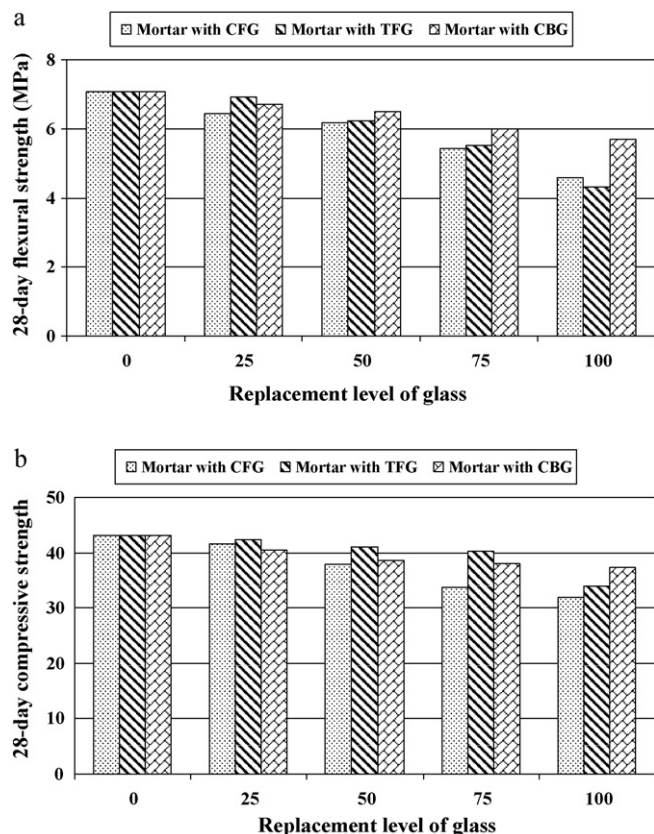 a
Mortar with CFG Mortar with TFG Mortar with CBG
28-day flexural strength (MPa)
8
6
4
2
0
0 25 50 75 100
Replacement level of glass
b
Mortar with CFG Mortar with TFG Mortar with CBG
28-day compressive strength
50
40
30
20
10
0
0 25 50 75 100
Replacement level of glass